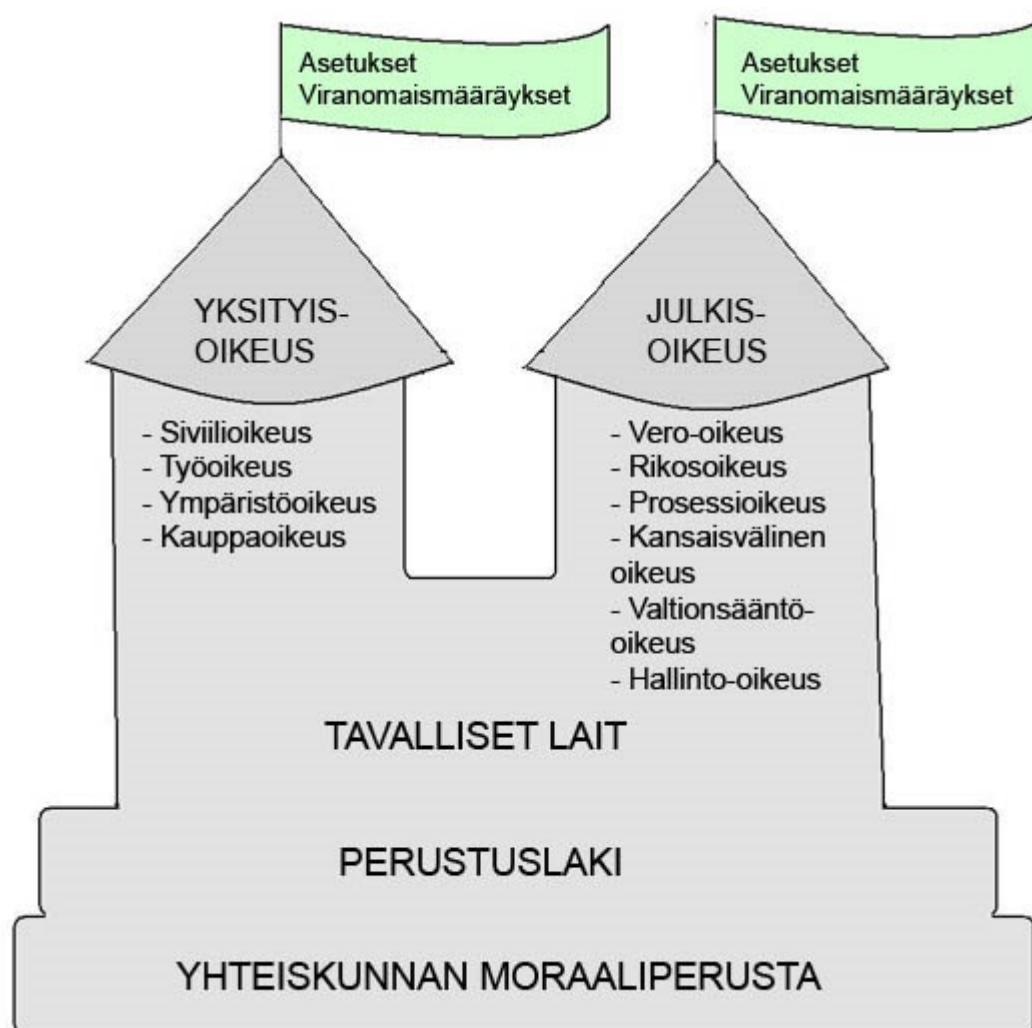 Asetukset
Viranomaismääräykset
Asetukset
Viranomaismääräykset
YKSITYIS-
OIKEUS
- Siviilioikeus
- Työoikeus
- Ympäristöoikeus
- Kauppaoikeus
JULKIS-
OIKEUS
- Vero-oikeus
- Rikosoikeus
- Prosessioikeus
- Kansaisvälinen
oikeus
- Valtionsääntö-
oikeus
- Hallinto-oikeus
TAVALLISET LAIT
PERUSTUSLAKI
YHTEISKUNNAN MORAALIPERUSTA